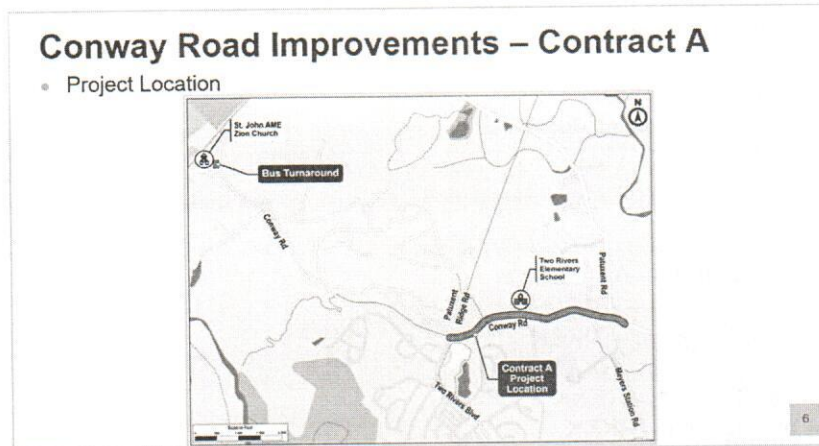 Conway Road Improvements – Contract A
• Project Location
St. John AME
Zion Church
Bus Turnaround
N
Conway Rd
Patuxent
Ridge Rd
Two Rivers
Elementary
School
Patuxent Rd
Conway Rd
Contract A
Project
Location
Two Rivers Blvd
Meyers Station Rd
6